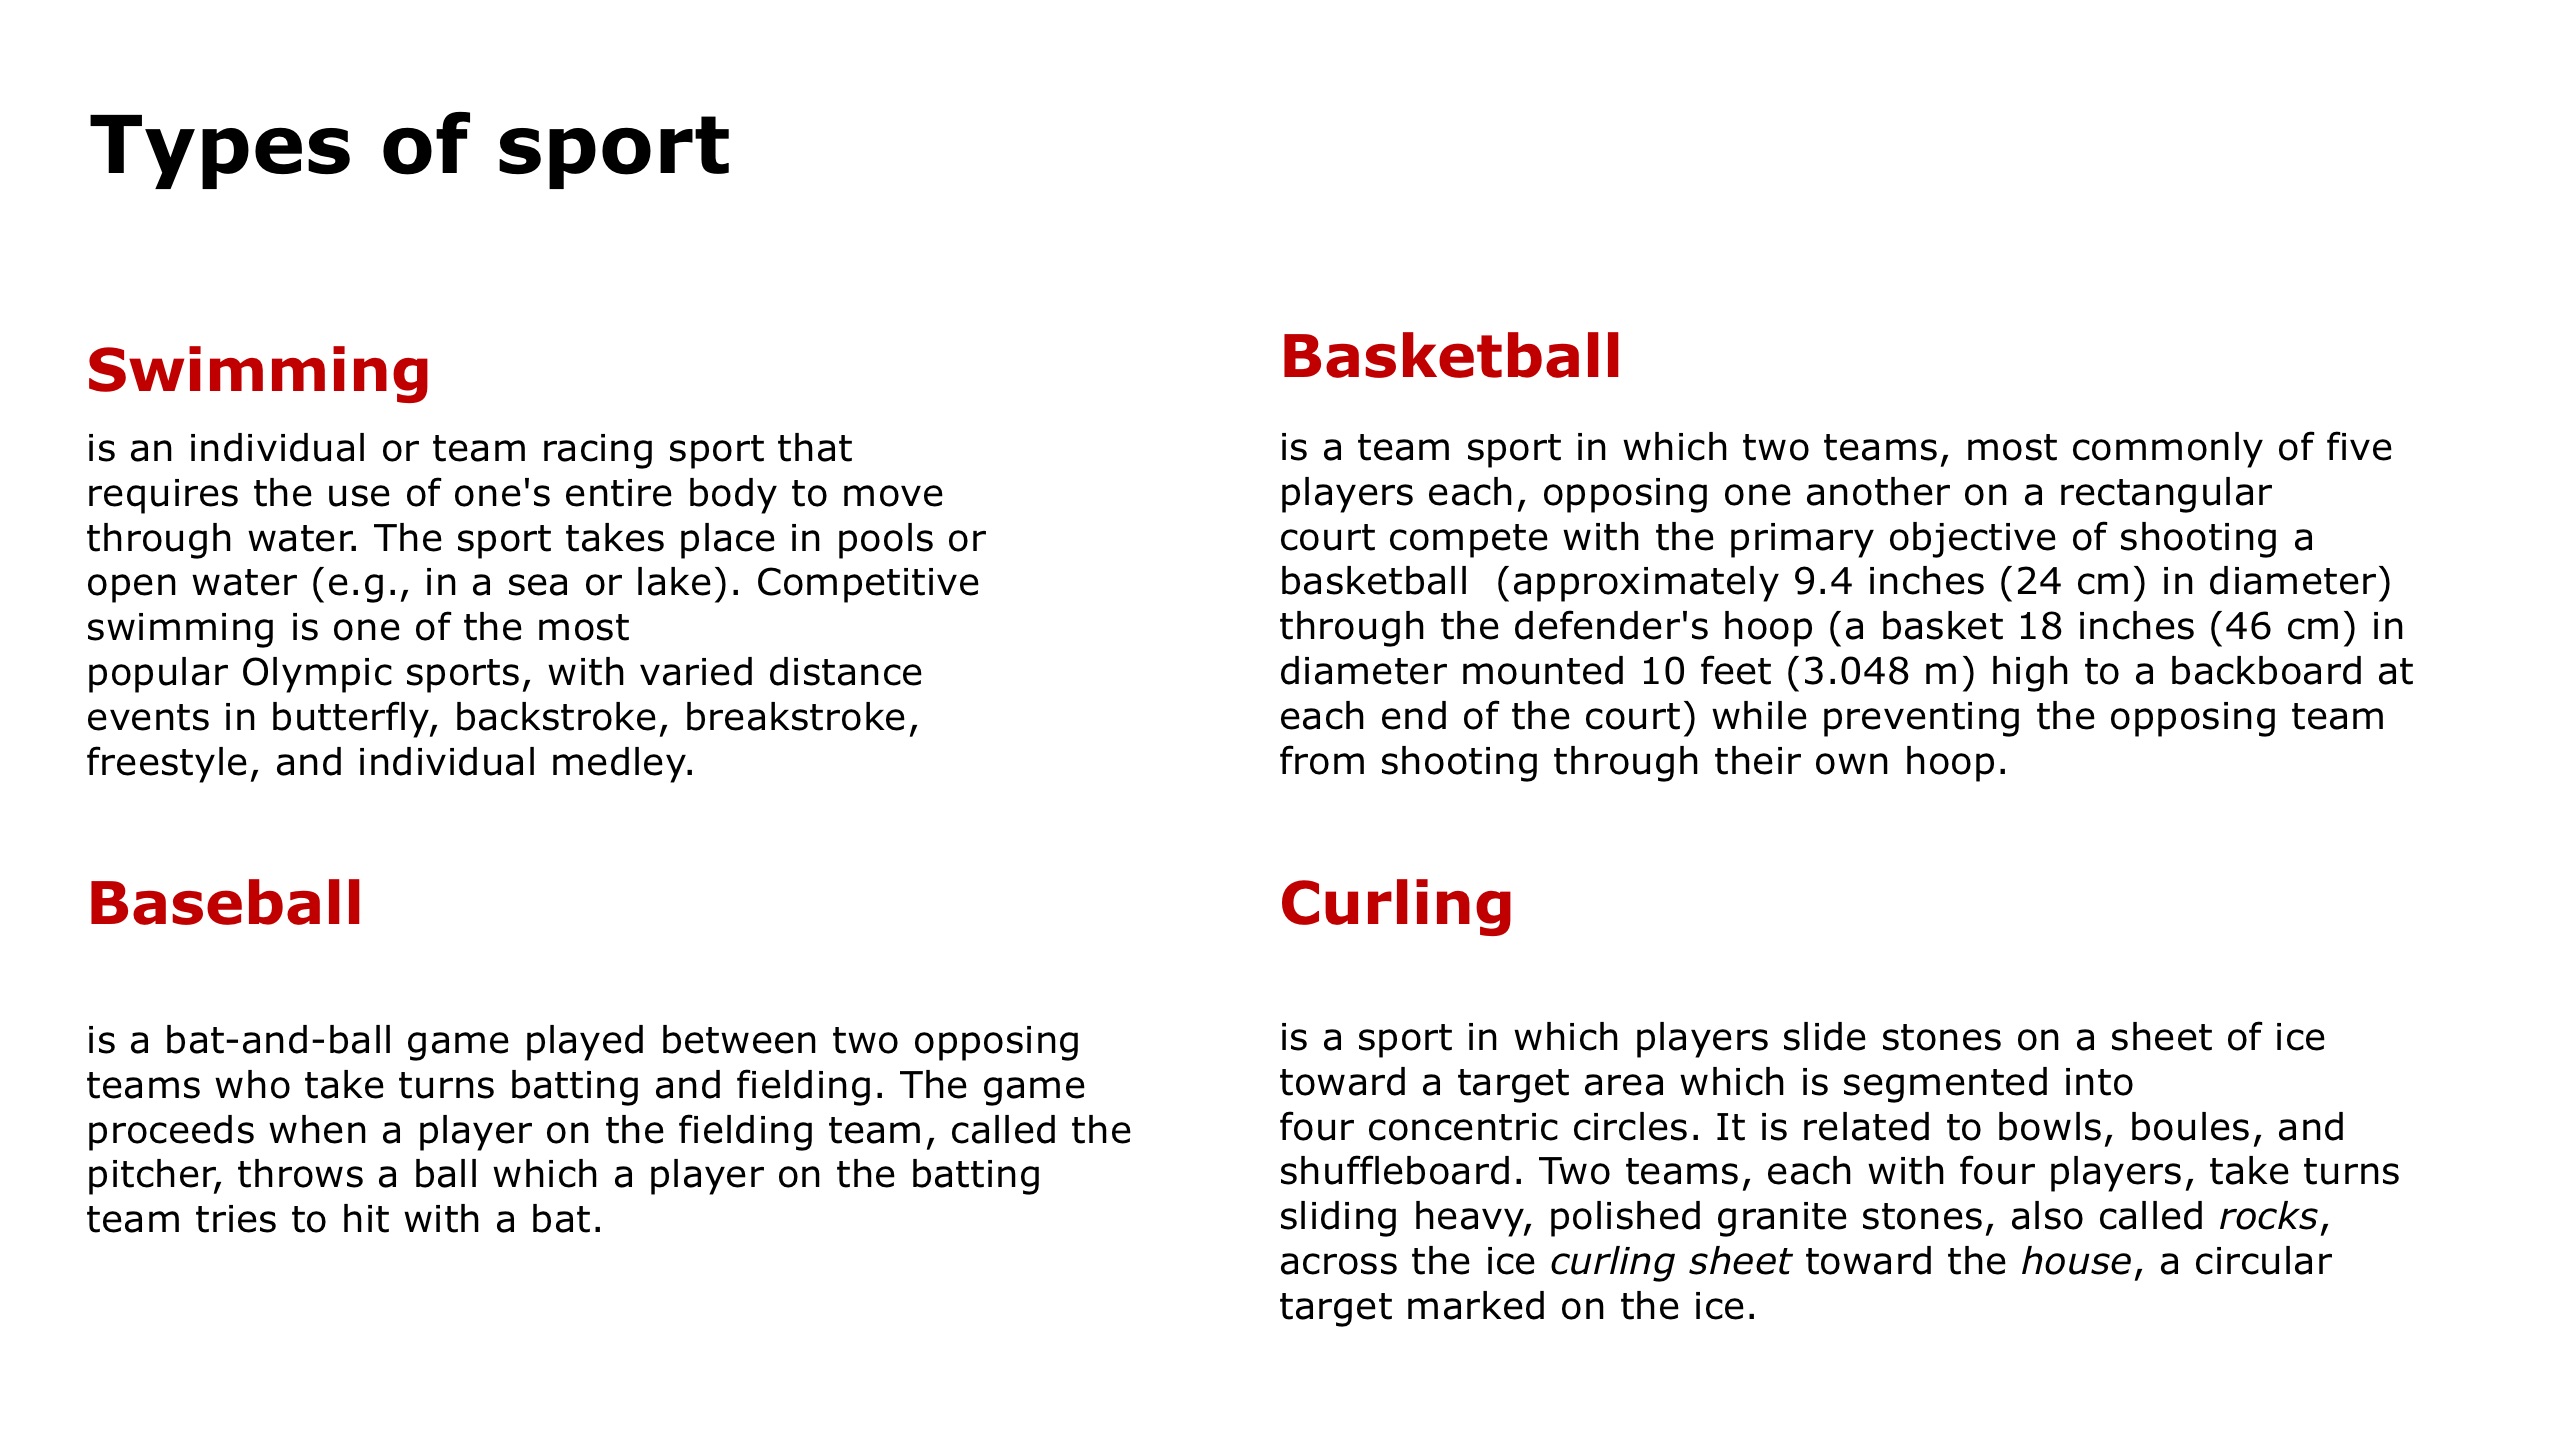 Types of sport
Swimming
is an individual or team racing sport that
requires the use of one's entire body to move
through water. The sport takes place in pools or
open water (e.g., in a sea or lake). Competitive
swimming is one of the most
popular Olympic sports, with varied distance
events in butterfly, backstroke, breakstroke,
freestyle, and individual medley.
Basketball
is a team sport in which two teams, most commonly of five
players each, opposing one another on a rectangular
court compete with the primary objective of shooting a
basketball  (approximately 9.4 inches (24 cm) in diameter)
through the defender's hoop (a basket 18 inches (46 cm) in
diameter mounted 10 feet (3.048 m) high to a backboard at
each end of the court) while preventing the opposing team
from shooting through their own hoop.
Baseball
is a bat-and-ball game played between two opposing
teams who take turns batting and fielding. The game
proceeds when a player on the fielding team, called the
pitcher, throws a ball which a player on the batting
team tries to hit with a bat.
Curling
is a sport in which players slide stones on a sheet of ice
toward a target area which is segmented into
four concentric circles. It is related to bowls, boules, and
shuffleboard. Two teams, each with four players, take turns
sliding heavy, polished granite stones, also called rocks,
across the ice curling sheet toward the house, a circular
target marked on the ice.